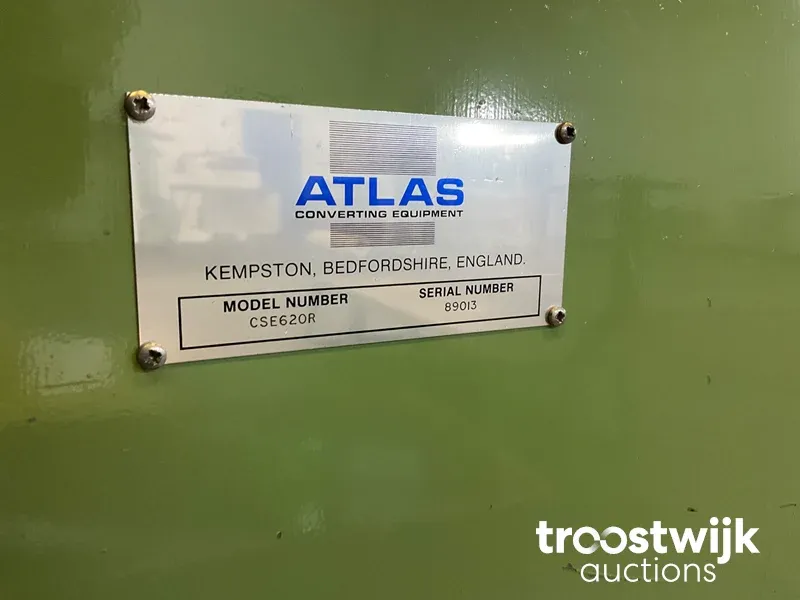 ATLAS
CONVERTING EQUIPMENT
KEMPSTON, BEDFORDSHIRE, ENGLAND.
MODEL NUMBER SERIAL NUMBER
CSE620R 89013
troostwijk
auctions